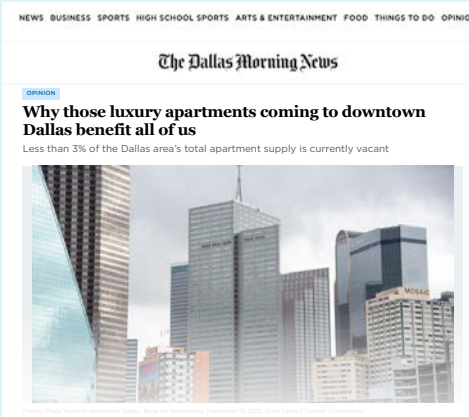 NEWS BUSINESS SPORTS HIGH SCHOOL SPORTS ARTS & ENTERTAINMENT FOOD THINGS TO DO OPINIO
The Dallas Morning News
OPINION
Why those luxury apartments coming to downtown
Dallas benefit all of us
Less than 3% of the Dallas area's total apartment supply is currently vacant
MOSAIC